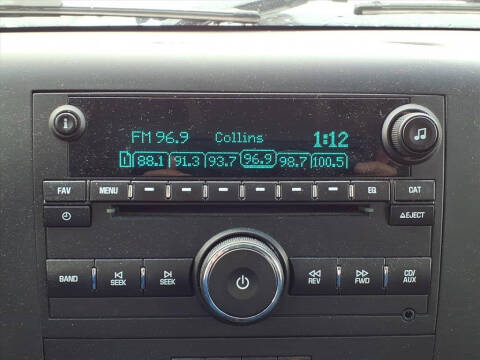 i
FM 96.9 Collins 1:12
1 88.1 91.3 93.7 96.9 98.7 100.5
FAV MENU EQ CAT
EJECT
BAND SEEK SEEK REV FWD CD/AUX